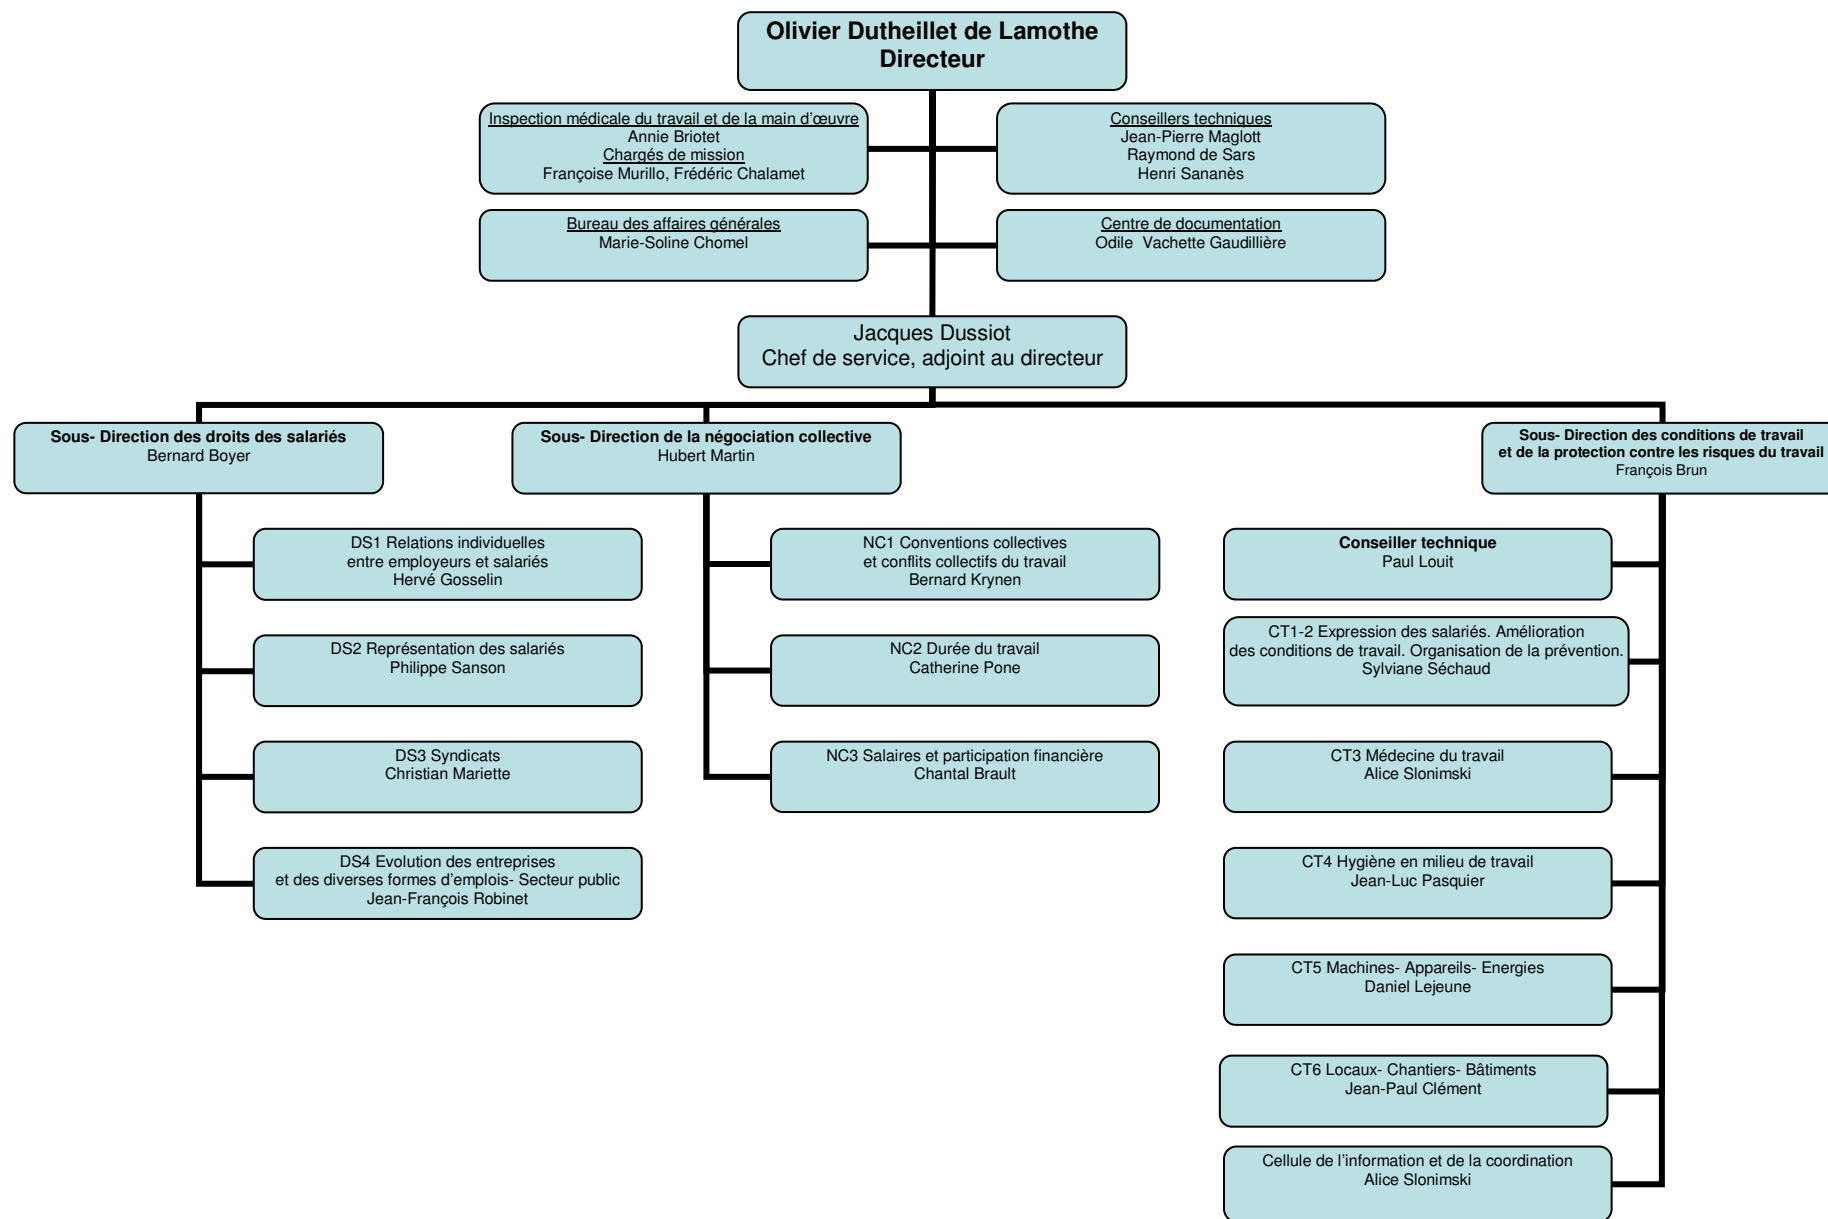 Olivier Dutheillet de Lamothe
Directeur
Inspection médicale du travail et de la main d’œuvre
Annie Briotet
Chargés de mission
Françoise Murillo, Frédéric Chalamet
Conseillers techniques
Jean-Pierre Maglott
Raymond de Sars
Henri Sananès
Bureau des affaires générales
Marie-Soline Chomel
Centre de documentation
Odile Vachette Gaudillière
Jacques Dussiot
Chef de service, adjoint au directeur
Sous- Direction des droits des salariés
Bernard Boyer
Sous- Direction de la négociation collective
Hubert Martin
Sous- Direction des conditions de travail
et de la protection contre les risques du travail
François Brun
DS1 Relations individuelles
entre employeurs et salariés
Hervé Gosselin
DS2 Représentation des salariés
Philippe Sanson
DS3 Syndicats
Christian Mariette
DS4 Evolution des entreprises
et des diverses formes d’emplois- Secteur public
Jean-François Robinet
NC1 Conventions collectives
et conflits collectifs du travail
Bernard Krynen
NC2 Durée du travail
Catherine Pone
NC3 Salaires et participation financière
Chantal Brault
Conseiller technique
Paul Louit
CT1-2 Expression des salariés. Amélioration
des conditions de travail. Organisation de la prévention.
Sylviane Séchaud
CT3 Médecine du travail
Alice Slonimski
CT4 Hygiène en milieu de travail
Jean-Luc Pasquier
CT5 Machines- Appareils- Energies
Daniel Lejeune
CT6 Locaux- Chantiers- Bâtiments
Jean-Paul Clément
Cellule de l’information et de la coordination
Alice Slonimski